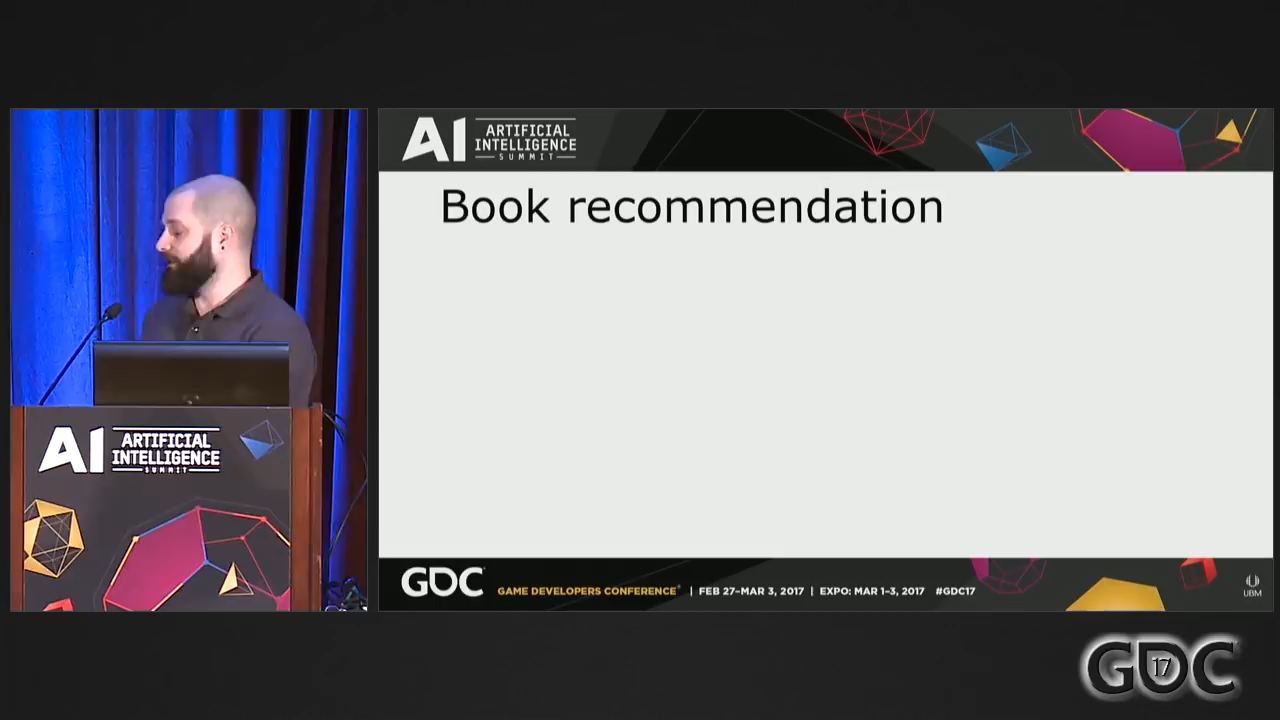 AI ARTIFICIAL
INTELLIGENCE
SUMMIT
Book recommendation
AI ARTIFICIAL
INTELLIGENCE
SUMMIT
GDC GAME DEVELOPERS CONFERENCE® | FEB 27–MAR 3, 2017 | EXPO: MAR 1–3, 2017 #GDC17
UBM
GDC 17